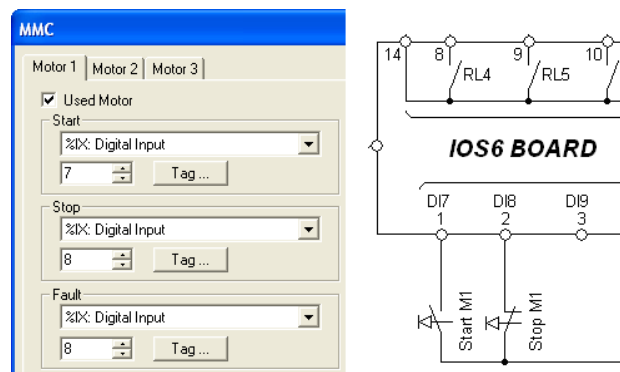 MMC
Motor 1 Motor 2 Motor 3
Used Motor
Start
%IX: Digital Input
7 Tag ...
Stop
%IX: Digital Input
8 Tag ...
Fault
%IX: Digital Input
8 Tag ...
14 8 9 10
RL4 RL5
IOS6 BOARD
DI7 DI8 DI9
1 2 3
Start M1
Stop M1